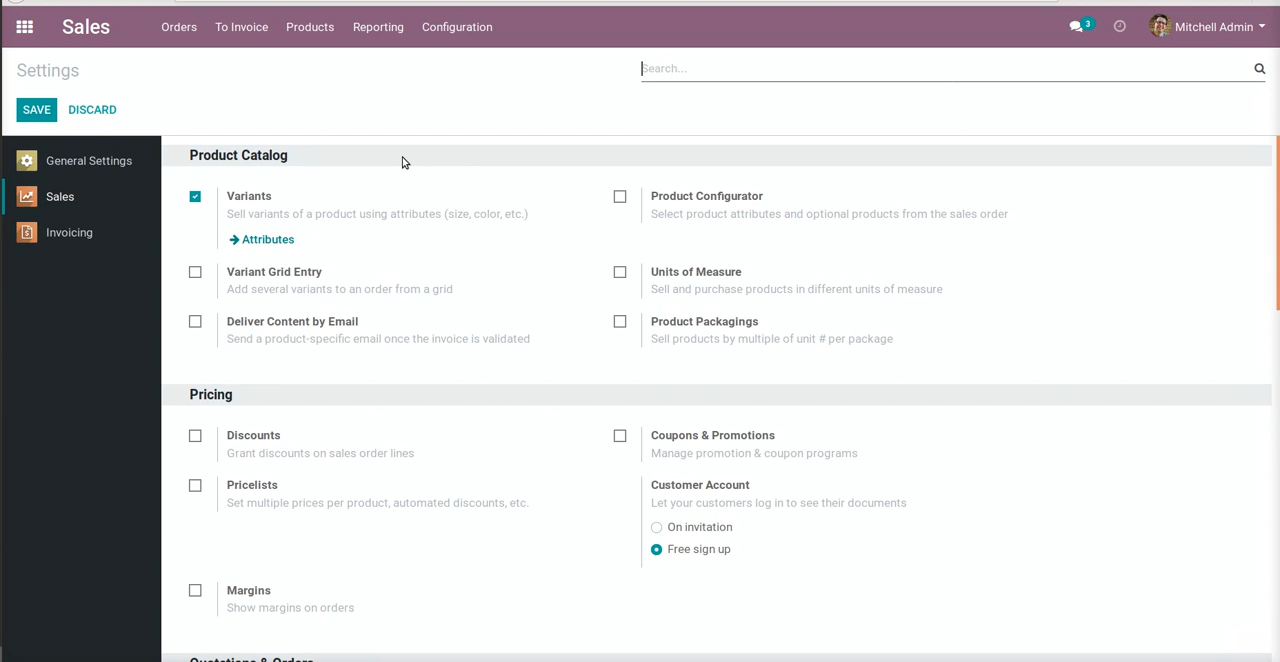 Sales Orders To Invoice Products Reporting Configuration 3 Mitchell Admin
Settings Search...
SAVE DISCARD
General Settings
Sales
Invoicing
Product Catalog
Variants
Sell variants of a product using attributes (size, color, etc.)
Attributes
Product Configurator
Select product attributes and optional products from the sales order
Variant Grid Entry
Add several variants to an order from a grid
Units of Measure
Sell and purchase products in different units of measure
Deliver Content by Email
Send a product-specific email once the invoice is validated
Product Packagings
Sell products by multiple of unit # per package
Pricing
Discounts
Grant discounts on sales order lines
Coupons & Promotions
Manage promotion & coupon programs
Pricelists
Set multiple prices per product, automated discounts, etc.
Customer Account
Let your customers log in to see their documents
On invitation
Free sign up
Margins
Show margins on orders
Quotations & Orders